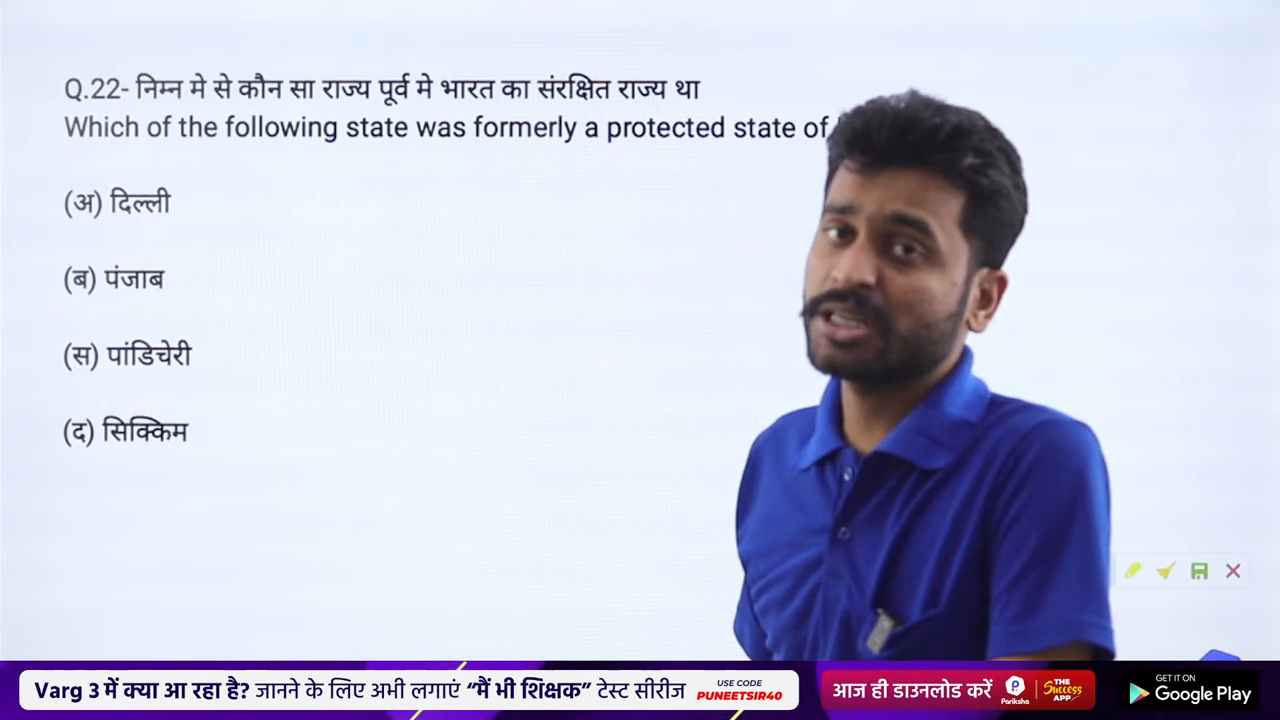 Q.22- निम्न मे से कौन सा राज्य पूर्व मे भारत का संरक्षित राज्य था
Which of the following state was formerly a protected state of
(अ) दिल्ली
(ब) पंजाब
(स) पांडिचेरी
(द) सिक्किम
Varg 3 में क्या आ रहा है? जानने के लिए अभी लगाएं “मैं भी शिक्षक” टेस्ट सीरीज
USE CODE
PUNEETSIR40
आज ही डाउनलोड करें
Pariksha
THE Success APP
GET IT ON
Google Play